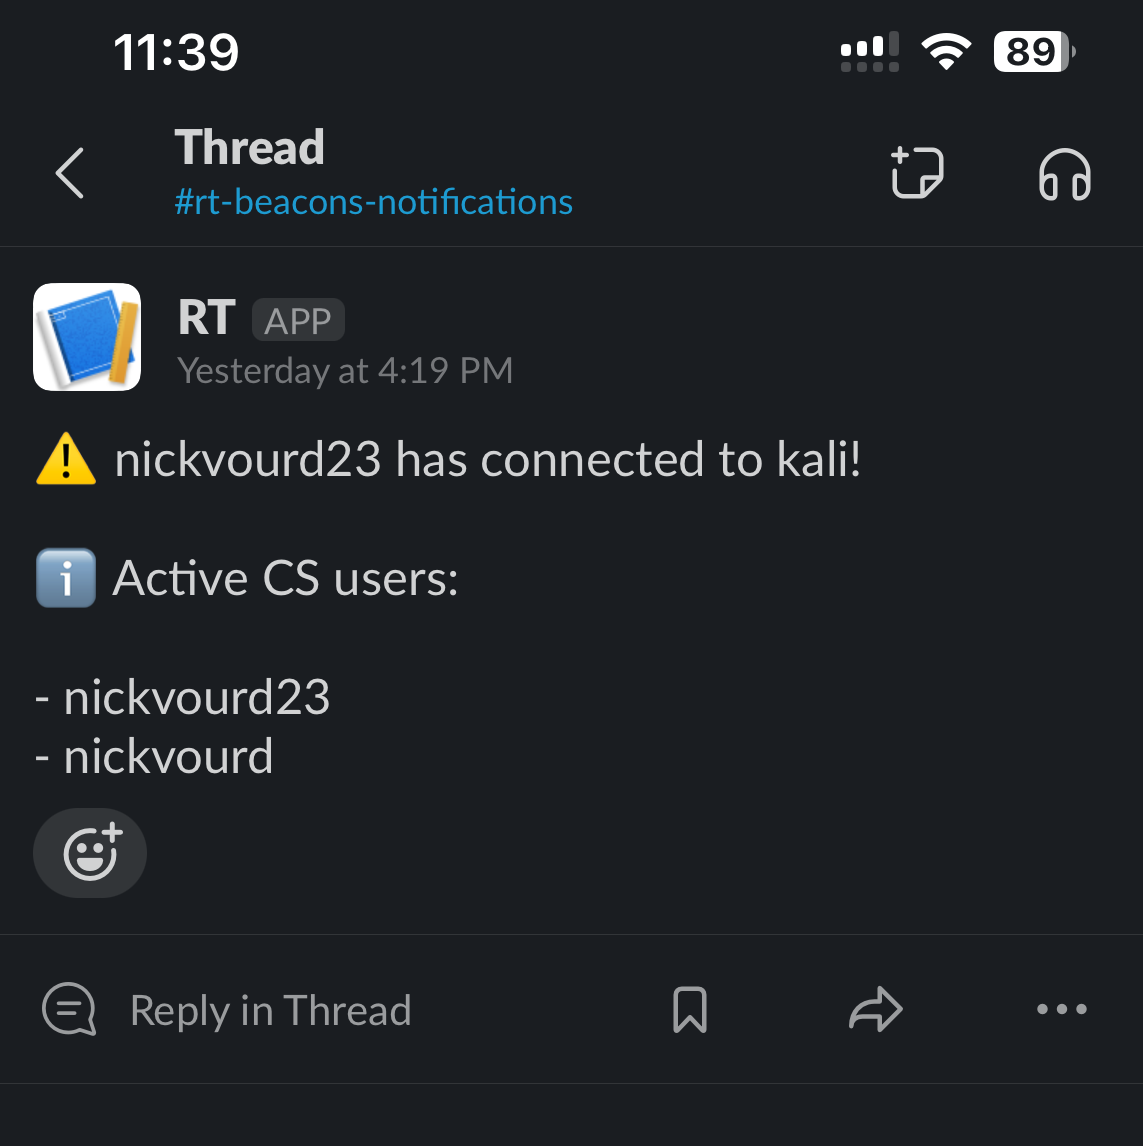 11:39
89
Thread
#rt-beacons-notifications
RT APP
Yesterday at 4:19 PM
⚠️ nickvourd23 has connected to kali!
ℹ️ Active CS users:
- nickvourd23
- nickvourd
Reply in Thread